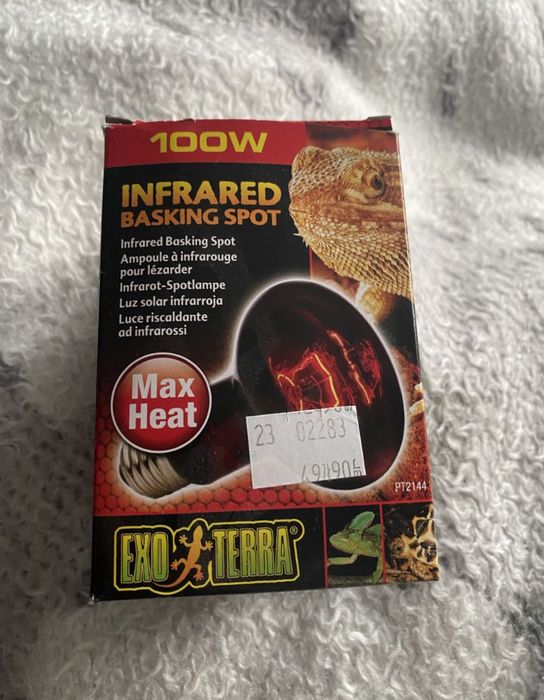 100W
INFRARED
BASKING SPOT
Infrared Basking Spot
Ampoule à infrarouge
pour lézarder
Infrarot-Spotlampe
Luz solar infrarroja
Luce riscaldante
ad infrarossi
Max
Heat
23 02283
PT2144
EXO TERRA®